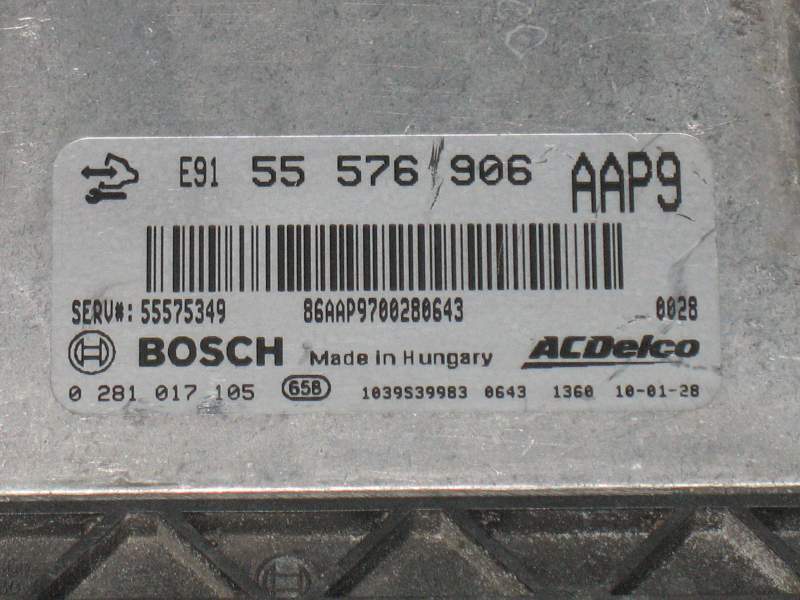 E91 55 576 906 AAP9
SERV#: 55575349 86AAP9700280643 0028
BOSCH Made in Hungary ACDelco
0 281 017 105 658 1039S39983 0643 1360 10-01-28